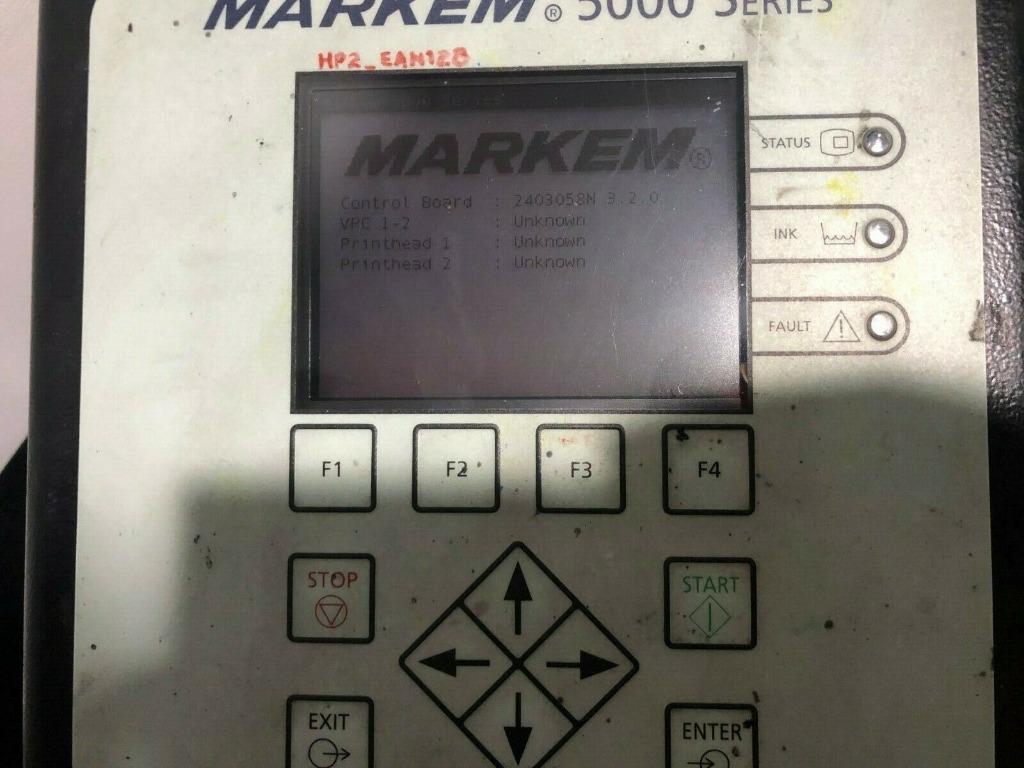 MARKEM® 5000 SERIES
HP2_EAN128
MARKEM®
Control Board : 2403058N 3.2.0
VPC 1-2 : Unknown
Printhead 1 : Unknown
Printhead 2 : Unknown
STATUS
INK
FAULT
F1 F2 F3 F4
STOP
START
EXIT
ENTER